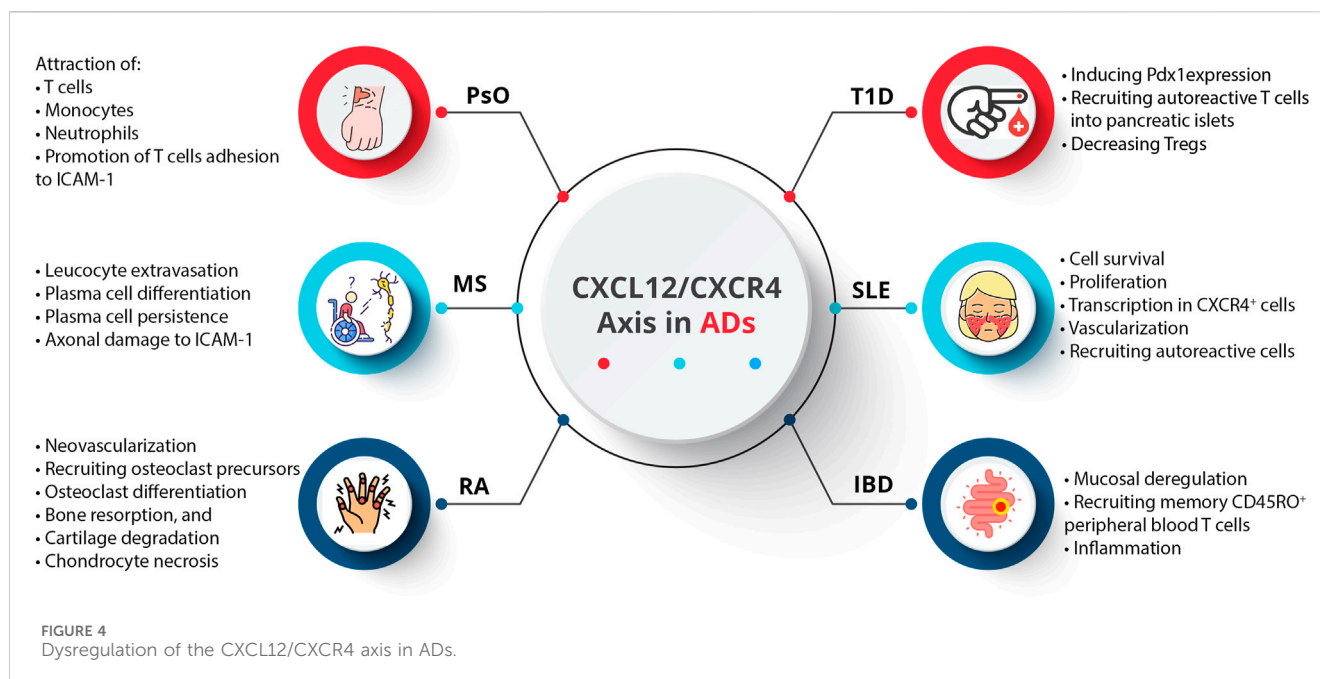 Attraction of:
• T cells
• Monocytes
• Neutrophils
• Promotion of T cells adhesion
to ICAM-1
PsO
T1D
• Inducing Pdx1expression
• Recruiting autoreactive T cells
into pancreatic islets
• Decreasing Tregs
• Leucocyte extravasation
• Plasma cell differentiation
• Plasma cell persistence
• Axonal damage to ICAM-1
MS
?
CXCL12/CXCR4
Axis in ADs
SLE
• Cell survival
• Proliferation
• Transcription in CXCR4⁺ cells
• Vascularization
• Recruiting autoreactive cells
• Neovascularization
• Recruiting osteoclast precursors
• Osteoclast differentiation
• Bone resorption, and
• Cartilage degradation
• Chondrocyte necrosis
RA
IBD
• Mucosal deregulation
• Recruiting memory CD45RO⁺
peripheral blood T cells
• Inflammation
FIGURE 4
Dysregulation of the CXCL12/CXCR4 axis in ADs.